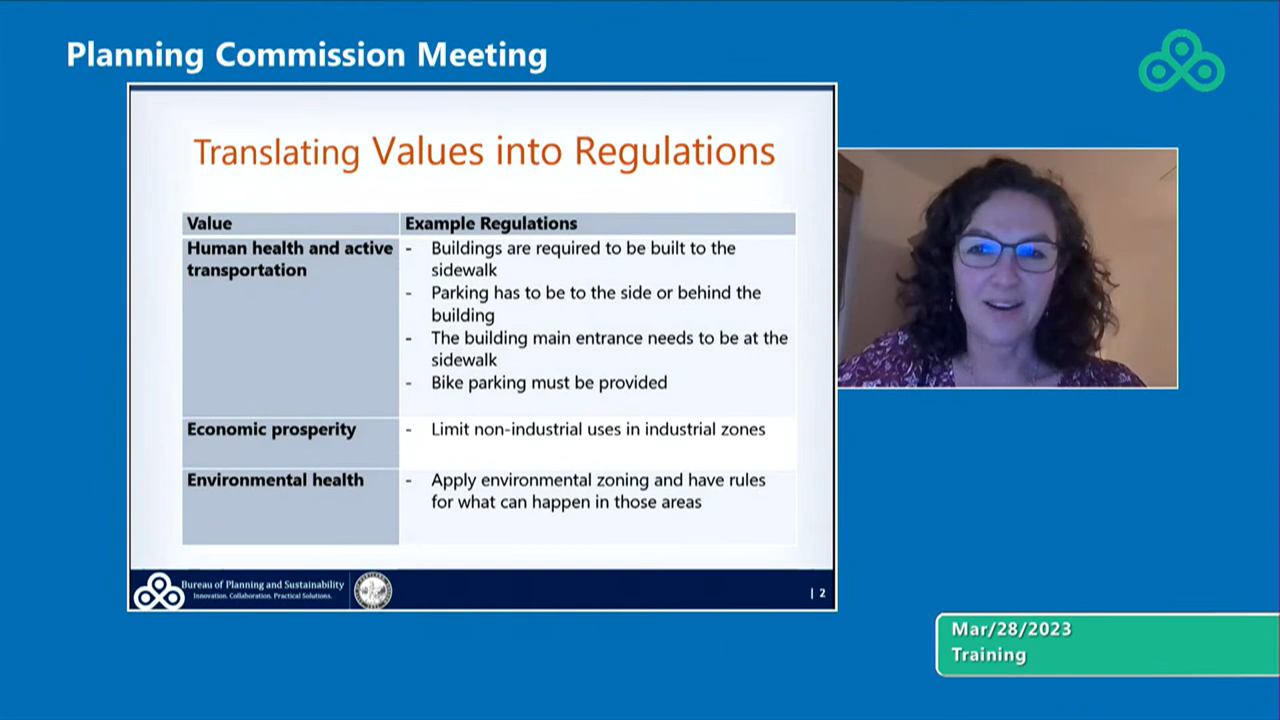 Planning Commission Meeting
Translating Values into Regulations
Value
Example Regulations
Human health and active
transportation
- Buildings are required to be built to the
sidewalk
- Parking has to be to the side or behind the
building
- The building main entrance needs to be at the
sidewalk
- Bike parking must be provided
Economic prosperity
- Limit non-industrial uses in industrial zones
Environmental health
- Apply environmental zoning and have rules
for what can happen in those areas
Bureau of Planning and Sustainability
Innovation. Collaboration. Practical Solutions.
| 2
Mar/28/2023
Training